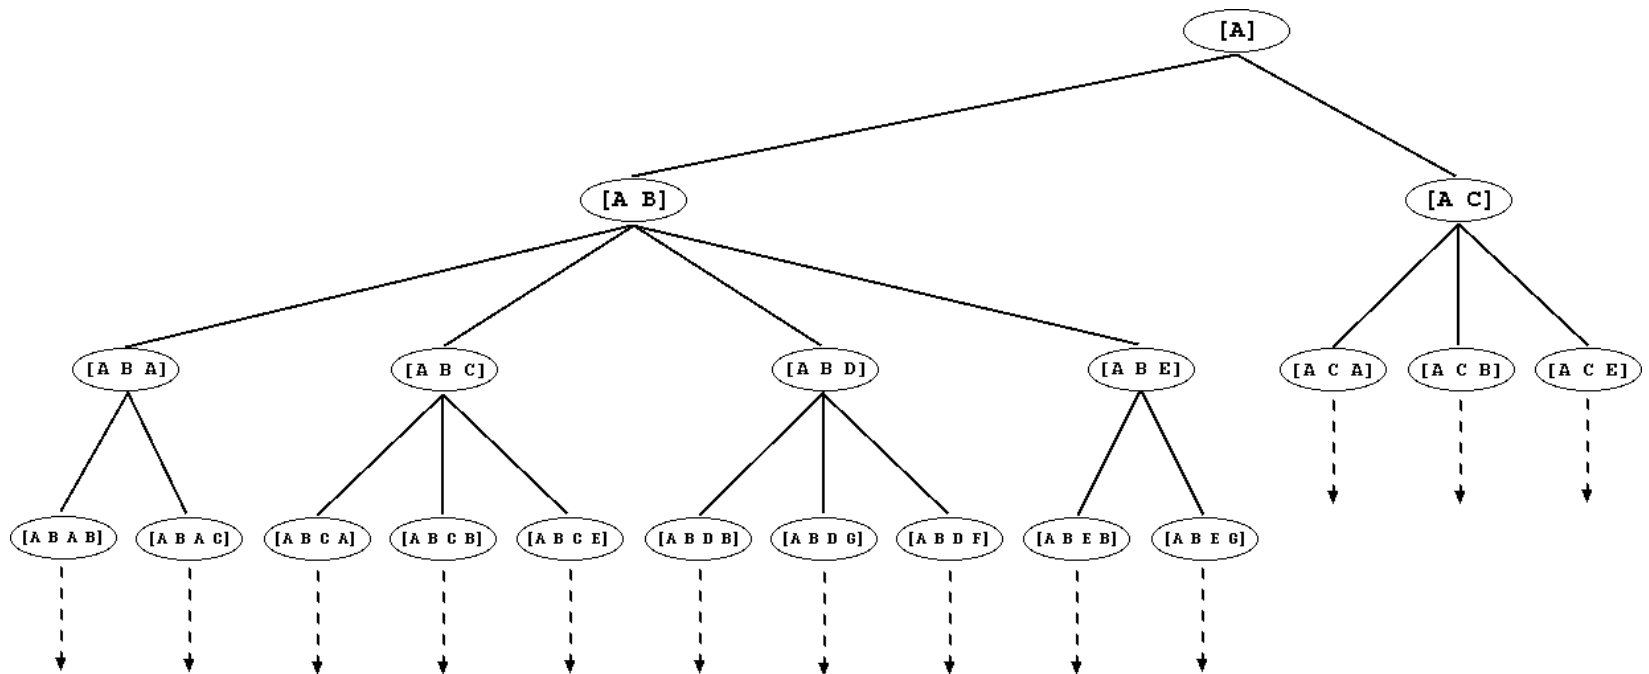 [A]
[A B]
[A C]
[A B A]
[A B C]
[A B D]
[A B E]
[A C A]
[A C B]
[A C E]
[A B A B]
[A B A C]
[A B C A]
[A B C B]
[A B C E]
[A B D B]
[A B D G]
[A B D F]
[A B E B]
[A B E G]